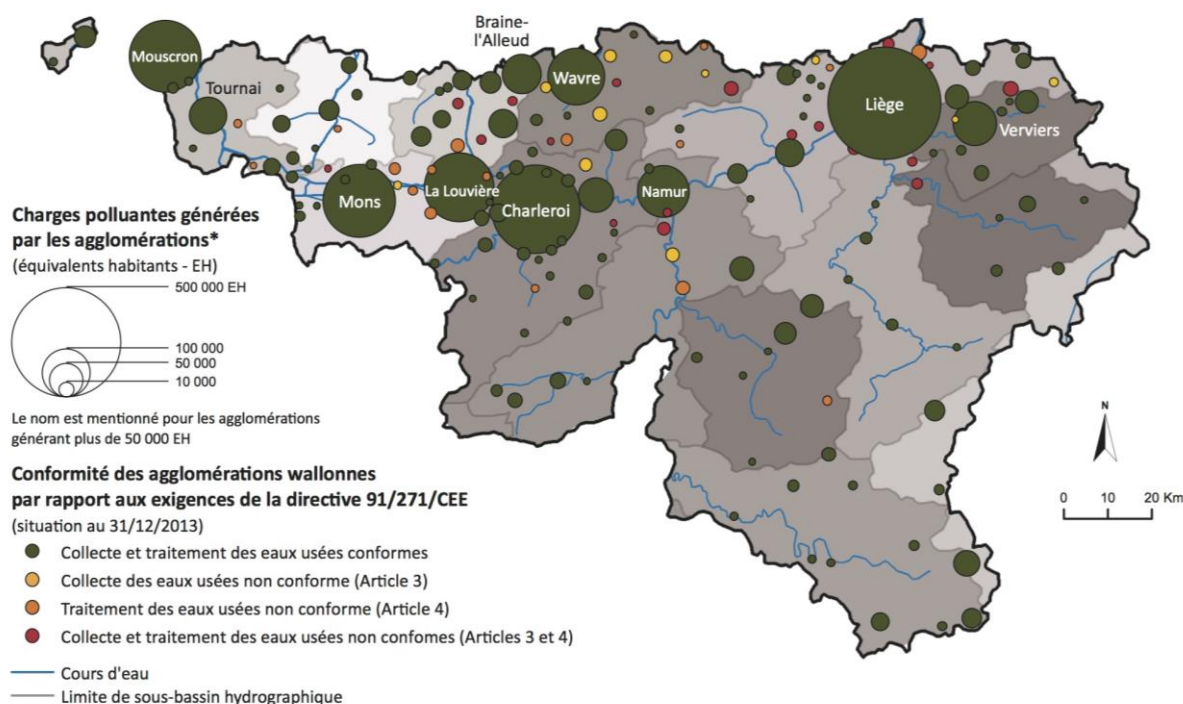 Braine-
l'Alleud
Mouscron
Tournai
Wavre
Liège
Verviers
Mons
La Louvière
Charleroi
Namur
Charges polluantes générées
par les agglomérations*
(équivalents habitants - EH)
500 000 EH
100 000
50 000
10 000
Le nom est mentionné pour les agglomérations
générant plus de 50 000 EH
Conformité des agglomérations wallonnes
par rapport aux exigences de la directive 91/271/CEE
(situation au 31/12/2013)
Collecte et traitement des eaux usées conformes
Collecte des eaux usées non conforme (Article 3)
Traitement des eaux usées non conforme (Article 4)
Collecte et traitement des eaux usées non confomes (Articles 3 et 4)
Cours d'eau
Limite de sous-bassin hydrographique
N
0 10 20 Km